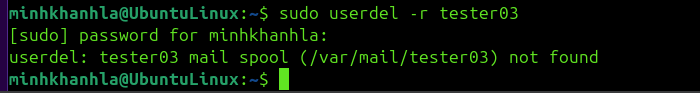 minhkhanhla@UbuntuLinux:~$ sudo userdel -r tester03
[sudo] password for minhkhanhla:
userdel: tester03 mail spool (/var/mail/tester03) not found
minhkhanhla@UbuntuLinux:~$